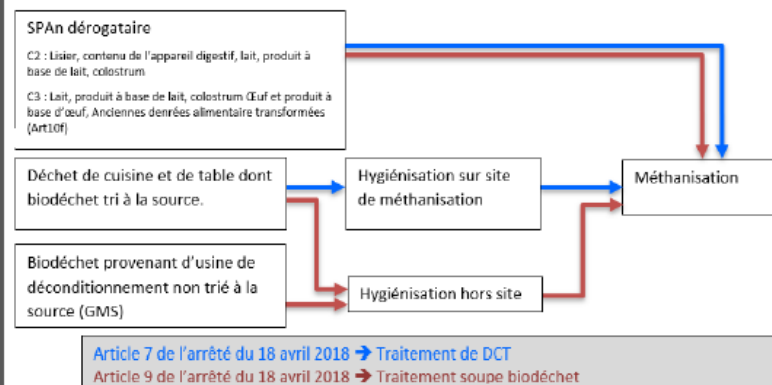 SPAn dérogataire
C2 : Lisier, contenu de l'appareil digestif, lait, produit à
base de lait, colostrum
C3 : Lait, produit à base de lait, colostrum Œuf et produit à
base d'œuf, Anciennes denrées alimentaire transformées
(Art10f)
Déchet de cuisine et de table dont
biodéchet tri à la source.
Hygiénisation sur site
de méthanisation
Méthanisation
Biodéchet provenant d'usine de
déconditionnement non trié à la
source (GMS)
Hygiénisation hors site
Article 7 de l'arrêté du 18 avril 2018 → Traitement de DCT
Article 9 de l'arrêté du 18 avril 2018 → Traitement soupe biodéchet